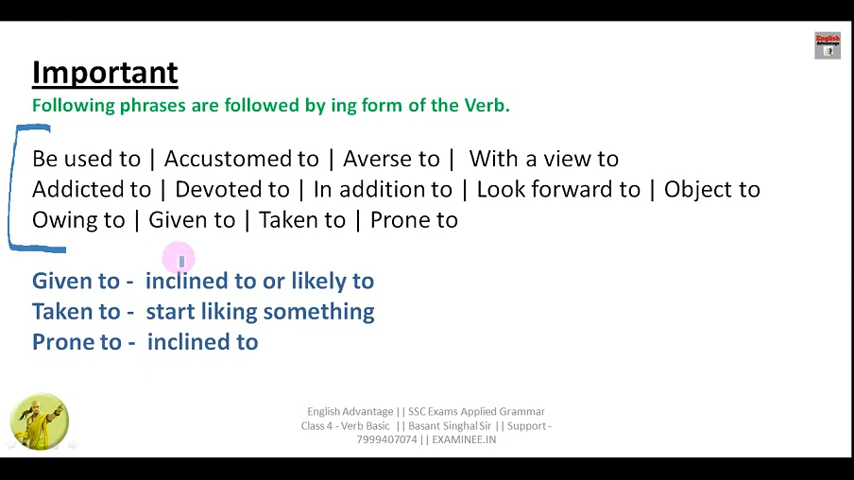 English
Advantage
Important
Following phrases are followed by ing form of the Verb.
Be used to | Accustomed to | Averse to | With a view to
Addicted to | Devoted to | In addition to | Look forward to | Object to
Owing to | Given to | Taken to | Prone to
Given to - inclined to or likely to
Taken to - start liking something
Prone to - inclined to
English Advantage || SSC Exams Applied Grammar
Class 4 - Verb Basic || Basant Singhal Sir || Support -
7999407074 || EXAMINEE.IN